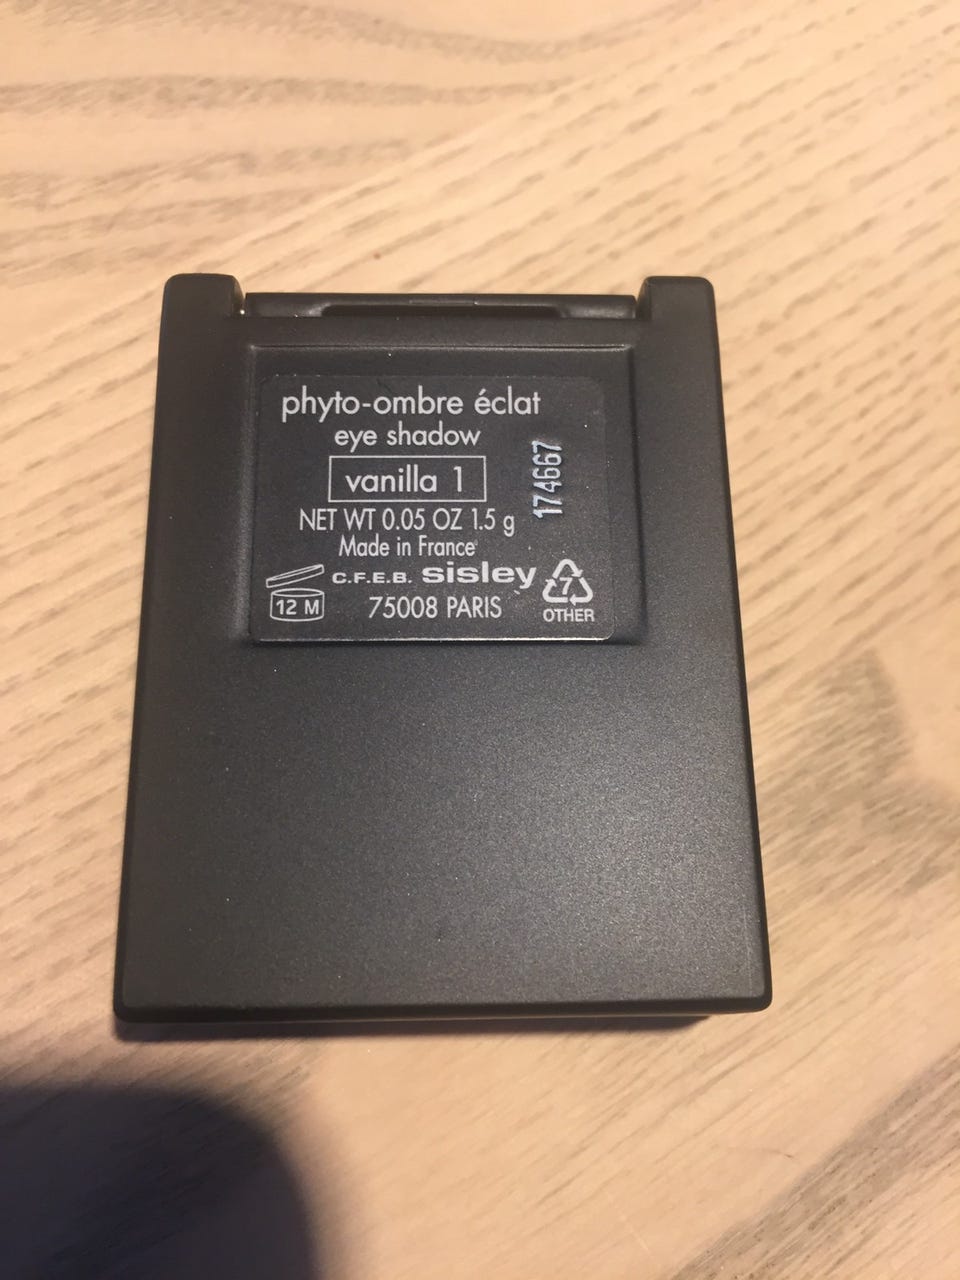 phyto-ombre éclat
eye shadow
vanilla 1
NET WT 0.05 OZ 1.5 g
Made in France
C.F.E.B. sisley
75008 PARIS
12 M
7
OTHER
174667